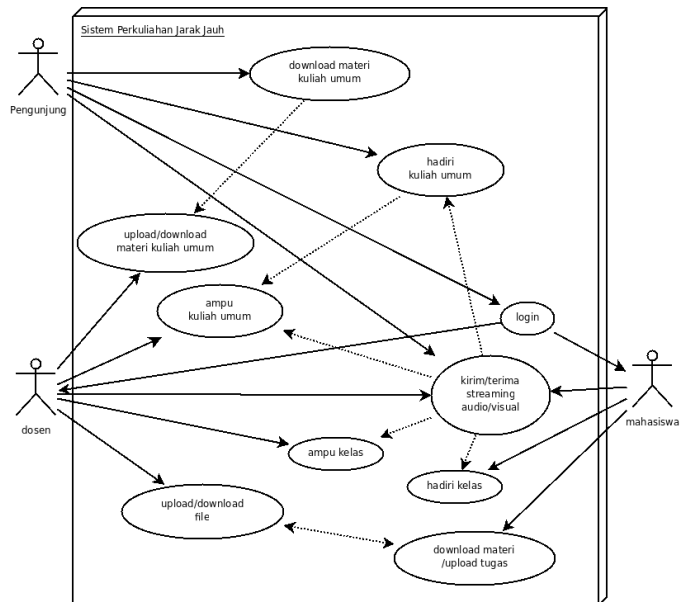 Sistem Perkuliahan Jarak Jauh
Pengunjung
download materi
kuliah umum
hadiri
kuliah umum
upload/download
materi kuliah umum
ampu
kuliah umum
login
kirim/terima
streaming
audio/visual
dosen
mahasiswa
ampu kelas
hadiri kelas
upload/download
file
download materi
/upload tugas